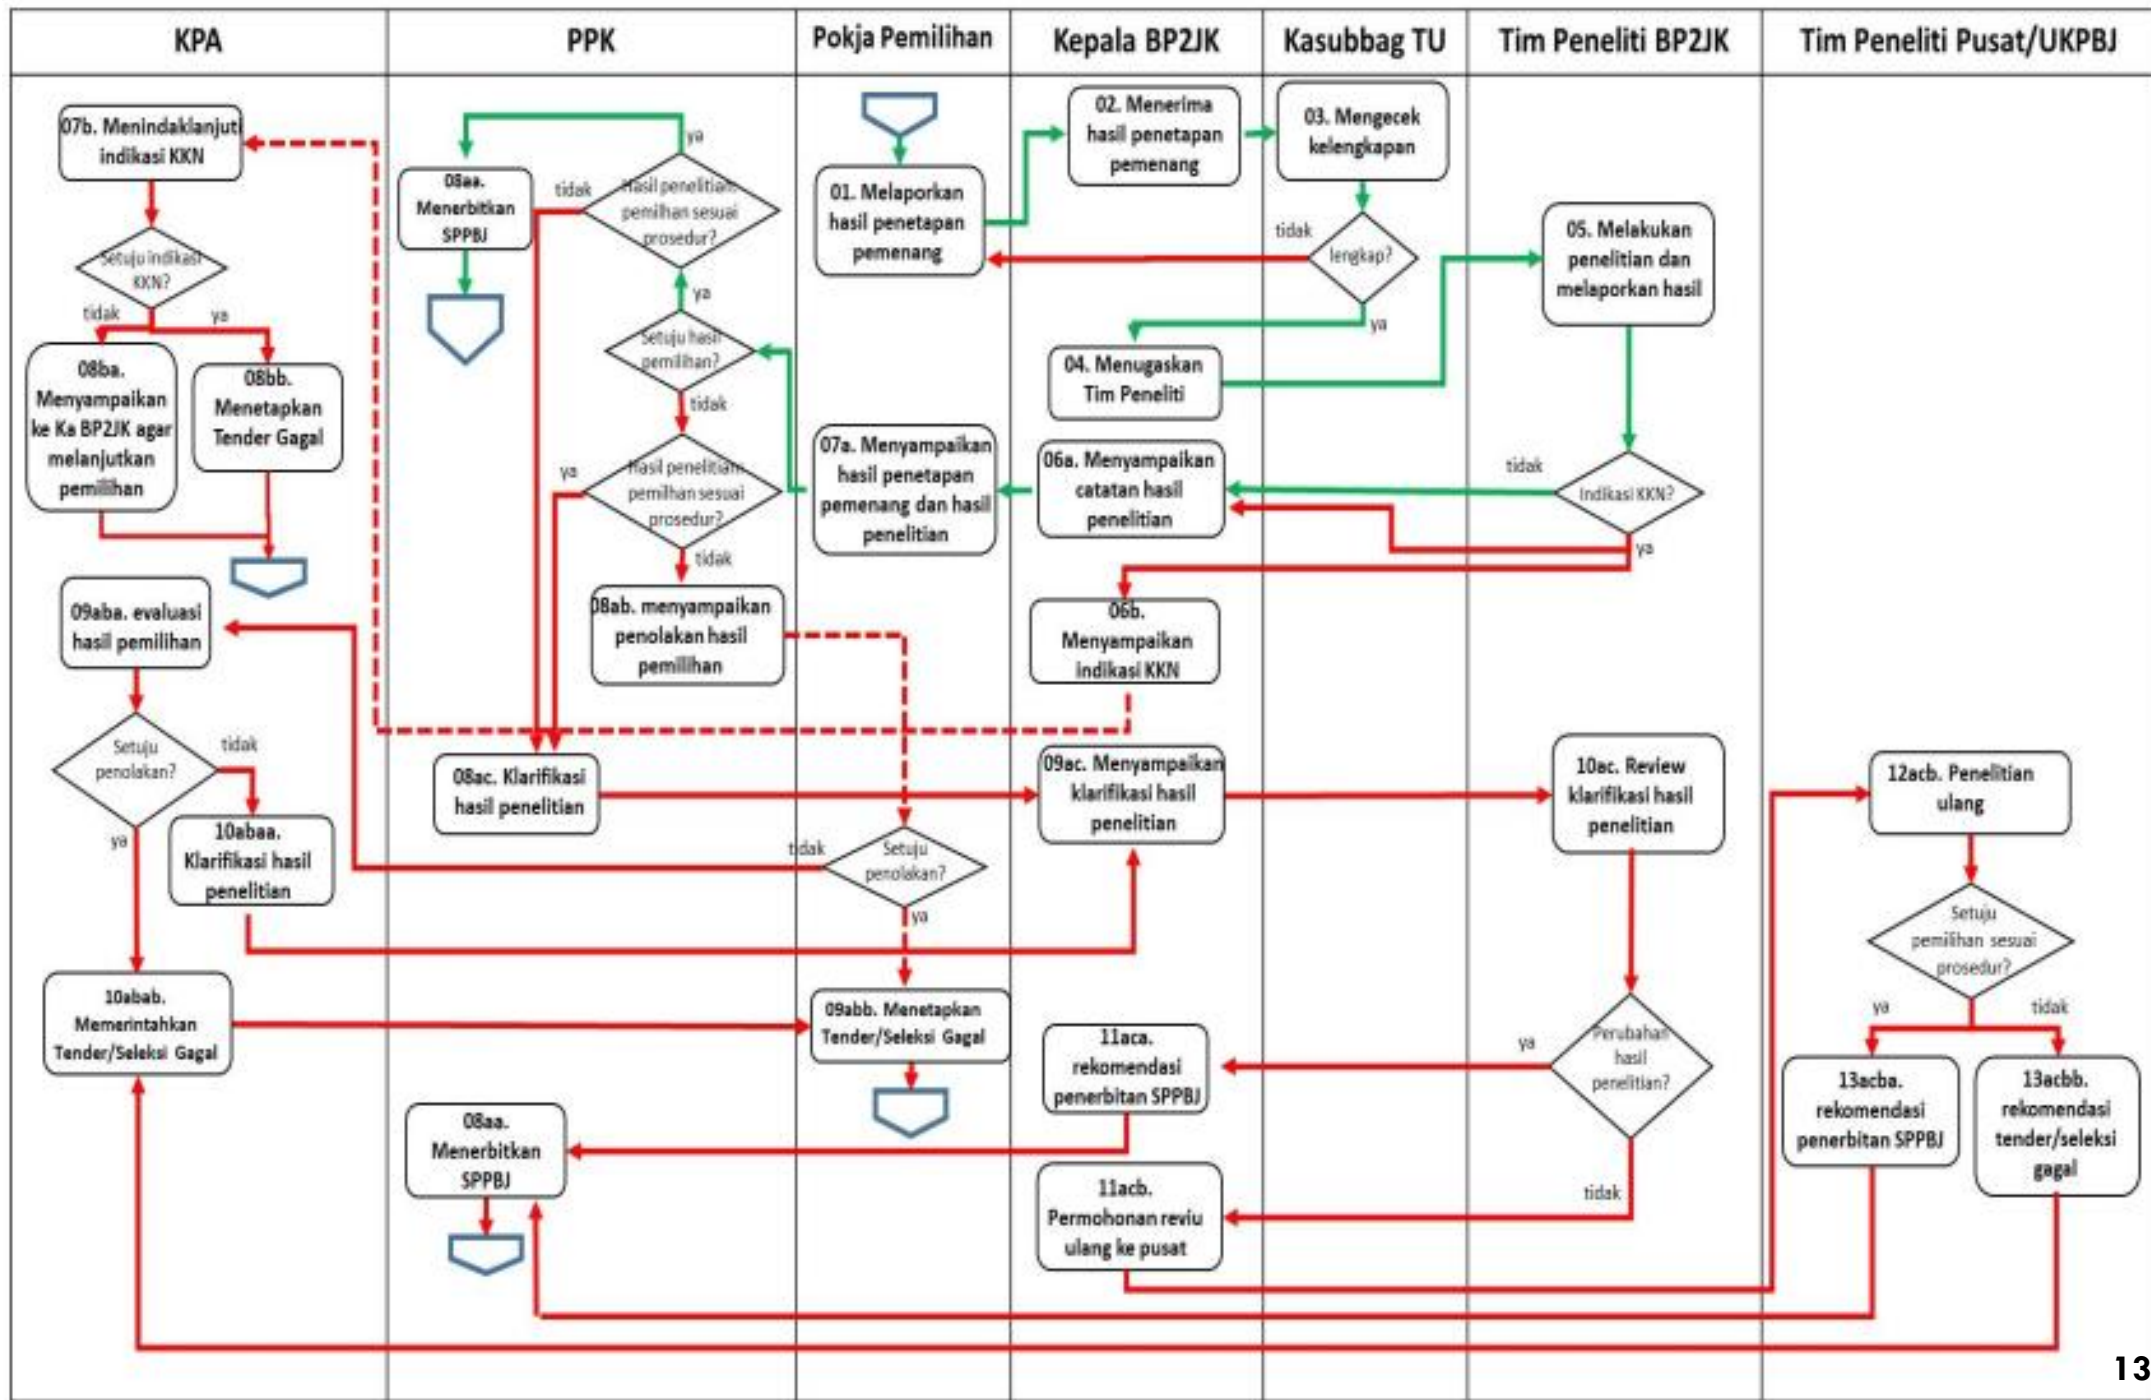 KPA
PPK
Pokja Pemilihan
Kepala BP2JK
Kasubbag TU
Tim Peneliti BP2JK
Tim Peneliti Pusat/UKPBJ
07b. Menindaklanjuti
indikasi KKN
Setuju indikasi
KKN?
tidak
ya
08ba.
Menyampaikan
ke Ka BP2JK agar
melanjutkan
pemilihan
08bb.
Menetapkan
Tender Gagal
09aba. evaluasi
hasil pemilihan
Setuju
penolakan?
tidak
ya
10abaa.
Klarifikasi hasil
penelitian
10abab.
Memerintahkan
Tender/Seleksi Gagal
08aa.
Menerbitkan
SPPBJ
ya
tidak
Hasil penelitian
pemilhan sesuai
prosedur?
ya
Setuju hasil
pemilihan?
tidak
ya
Hasil penelitian
pemilhan sesuai
prosedur?
tidak
08ab. menyampaikan
penolakan hasil
pemilihan
08ac. Klarifikasi
hasil penelitian
08aa.
Menerbitkan
SPPBJ
01. Melaporkan
hasil penetapan
pemenang
07a. Menyampaikan
hasil penetapan
pemenang dan hasil
penelitian
tidak
Setuju
penolakan?
ya
09abb. Menetapkan
Tender/Seleksi Gagal
02. Menerima
hasil penetapan
pemenang
04. Menugaskan
Tim Peneliti
06a. Menyampaikan
catatan hasil
penelitian
06b.
Menyampaikan
indikasi KKN
09ac. Menyampaikan
klarifikasi hasil
penelitian
11aca.
rekomendasi
penerbitan SPPBJ
11acb.
Permohonan reviu
ulang ke pusat
03. Mengecek
kelengkapan
tidak
lengkap?
ya
05. Melakukan
penelitian dan
melaporkan hasil
tidak
Indikasi KKN?
ya
10ac. Review
klarifikasi hasil
penelitian
ya
Perubahan
hasil
penelitian?
tidak
12acb. Penelitian
ulang
Setuju
pemilihan sesuai
prosedur?
ya
tidak
13acba.
rekomendasi
penerbitan SPPBJ
13acbb.
rekomendasi
tender/seleksi
gagal
13